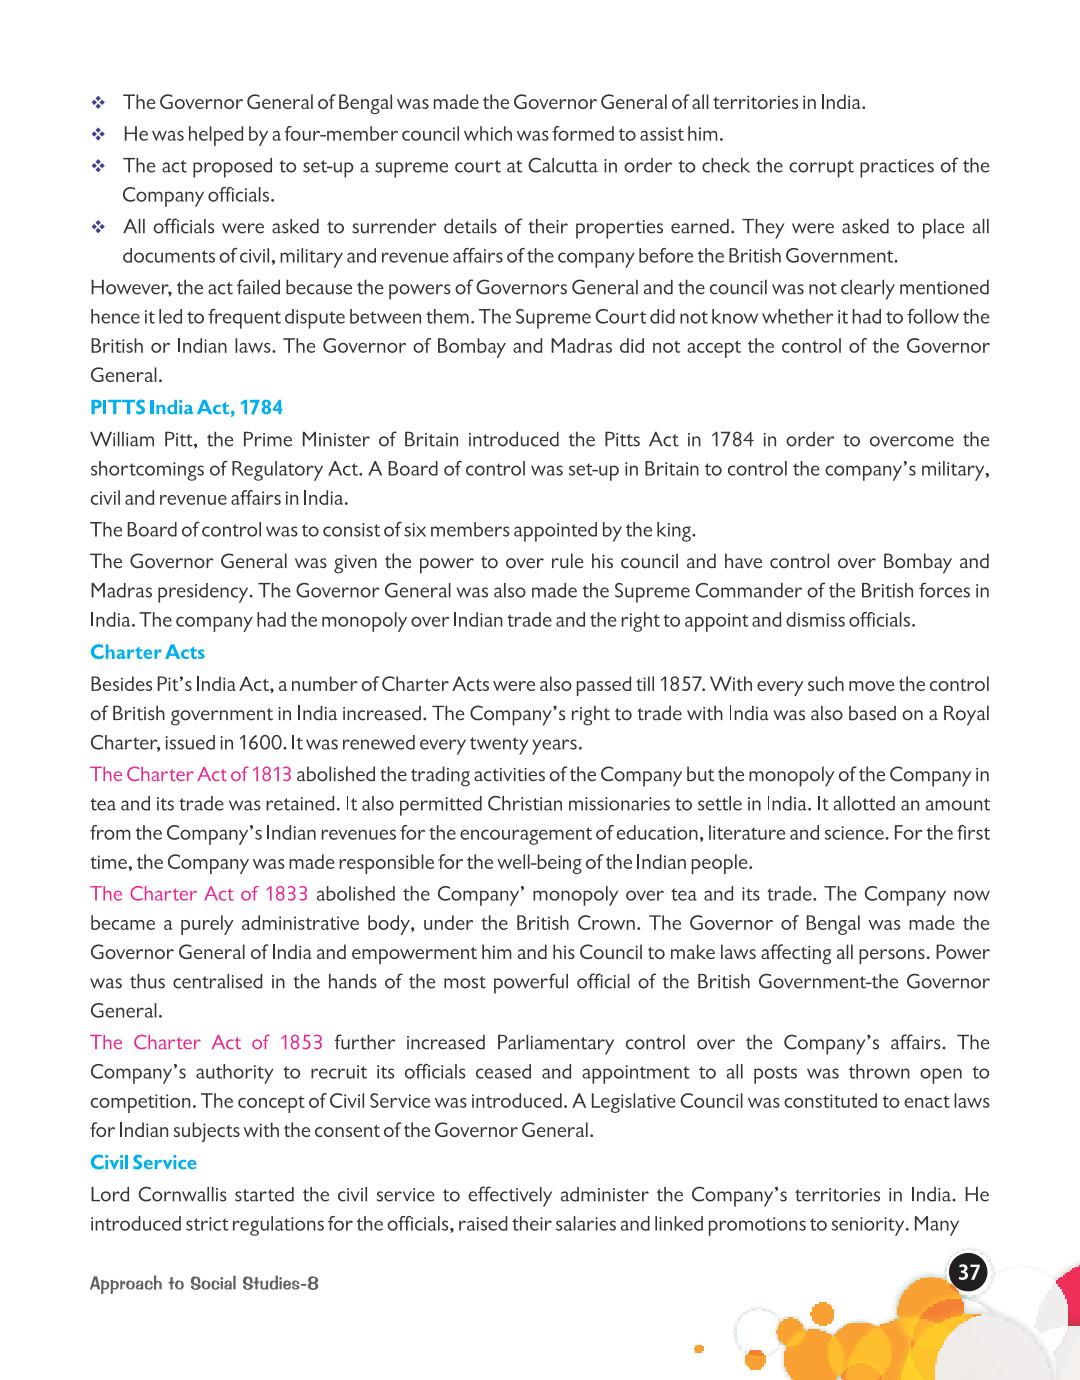 ❖ The Governor General of Bengal was made the Governor General of all territories in India.
❖ He was helped by a four-member council which was formed to assist him.
❖ The act proposed to set-up a supreme court at Calcutta in order to check the corrupt practices of the
Company officials.
❖ All officials were asked to surrender details of their properties earned. They were asked to place all
documents of civil, military and revenue affairs of the company before the British Government.
However, the act failed because the powers of Governors General and the council was not clearly mentioned
hence it led to frequent dispute between them. The Supreme Court did not know whether it had to follow the
British or Indian laws. The Governor of Bombay and Madras did not accept the control of the Governor
General.
PITTS India Act, 1784
William Pitt, the Prime Minister of Britain introduced the Pitts Act in 1784 in order to overcome the
shortcomings of Regulatory Act. A Board of control was set-up in Britain to control the company's military,
civil and revenue affairs in India.
The Board of control was to consist of six members appointed by the king.
The Governor General was given the power to over rule his council and have control over Bombay and
Madras presidency. The Governor General was also made the Supreme Commander of the British forces in
India. The company had the monopoly over Indian trade and the right to appoint and dismiss officials.
Charter Acts
Besides Pit's India Act, a number of Charter Acts were also passed till 1857. With every such move the control
of British government in India increased. The Company's right to trade with India was also based on a Royal
Charter, issued in 1600. It was renewed every twenty years.
The Charter Act of 1813 abolished the trading activities of the Company but the monopoly of the Company in
tea and its trade was retained. It also permitted Christian missionaries to settle in India. It allotted an amount
from the Company's Indian revenues for the encouragement of education, literature and science. For the first
time, the Company was made responsible for the well-being of the Indian people.
The Charter Act of 1833 abolished the Company' monopoly over tea and its trade. The Company now
became a purely administrative body, under the British Crown. The Governor of Bengal was made the
Governor General of India and empowerment him and his Council to make laws affecting all persons. Power
was thus centralised in the hands of the most powerful official of the British Government-the Governor
General.
The Charter Act of 1853 further increased Parliamentary control over the Company's affairs. The
Company's authority to recruit its officials ceased and appointment to all posts was thrown open to
competition. The concept of Civil Service was introduced. A Legislative Council was constituted to enact laws
for Indian subjects with the consent of the Governor General.
Civil Service
Lord Cornwallis started the civil service to effectively administer the Company's territories in India. He
introduced strict regulations for the officials, raised their salaries and linked promotions to seniority. Many
Approach to Social Studies-8
37